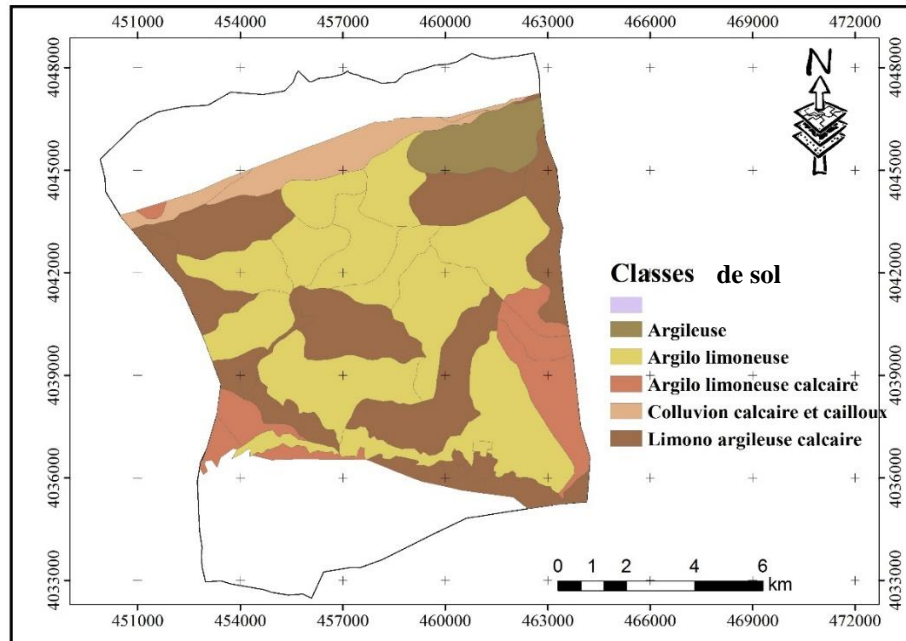 451000 454000 457000 460000 463000 466000 469000 472000
4048000 4048000
N
4045000 4045000
4042000 4042000
Classes de sol
Argileuse
Argilo limoneuse
4039000 4039000
Argilo limoneuse calcaire
Colluvion calcaire et cailloux
Limono argileuse calcaire
4036000 4036000
0 1 2 4 6
km
4033000 4033000
451000 454000 457000 460000 463000 466000 469000 472000